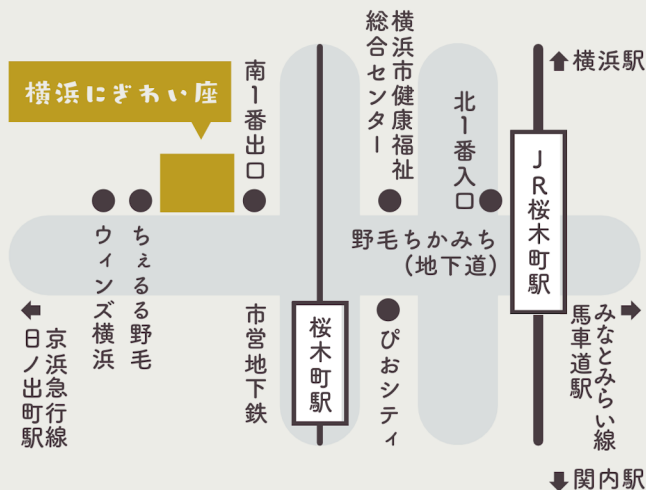 横浜にぎわい座
南1番出口
横浜市健康福祉
総合センター
北1番入口
横浜駅
JR桜木町駅
野毛ちかみち
(地下道)
ウィンズ横浜
ちぇるる野毛
市営地下鉄
桜木町駅
ぴおシティ
みなとみらい線
馬車道駅
京浜急行線
日ノ出町駅
関内駅